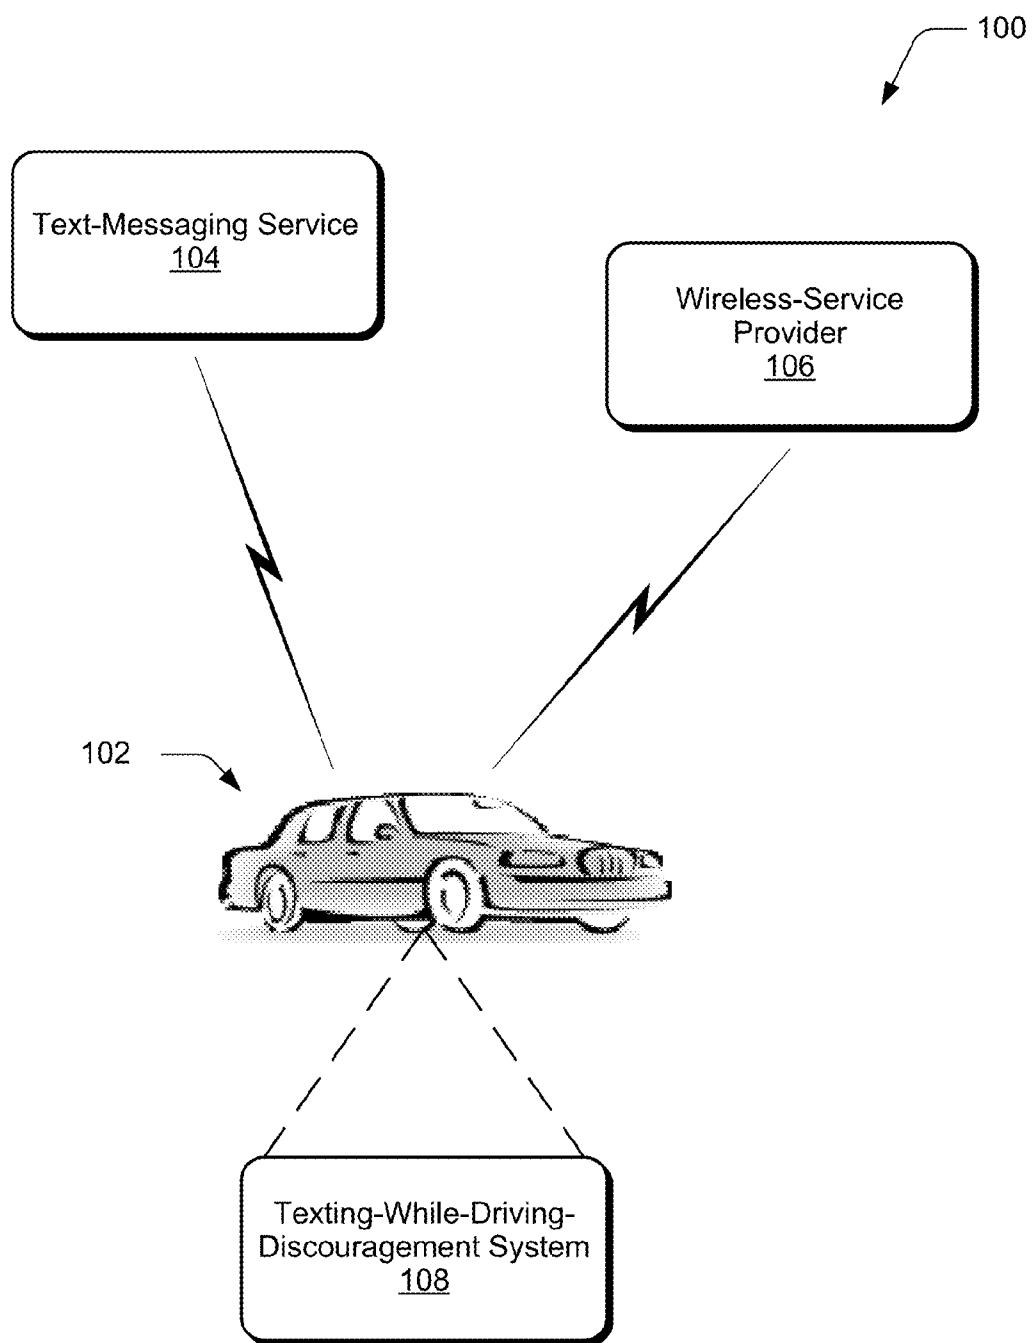 100
Text-Messaging Service
104
Wireless-Service
Provider
106
102
Texting-While-Driving-
Discouragement System
108